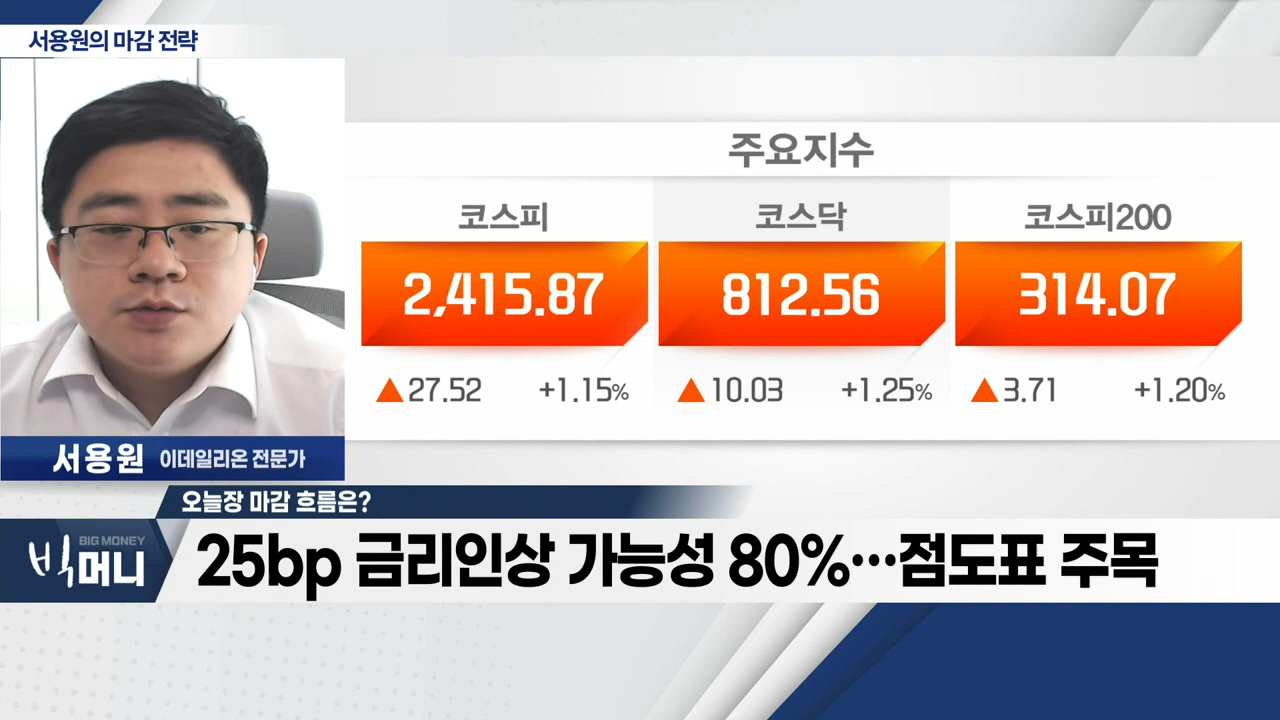 서용원의 마감 전략
주요지수
코스피
2,415.87
▲27.52 +1.15%
코스닥
812.56
▲10.03 +1.25%
코스피200
314.07
▲3.71 +1.20%
서용원 이데일리온 전문가
오늘장 마감 흐름은?
BIG MONEY
빅머니
25bp 금리인상 가능성 80%…점도표 주목